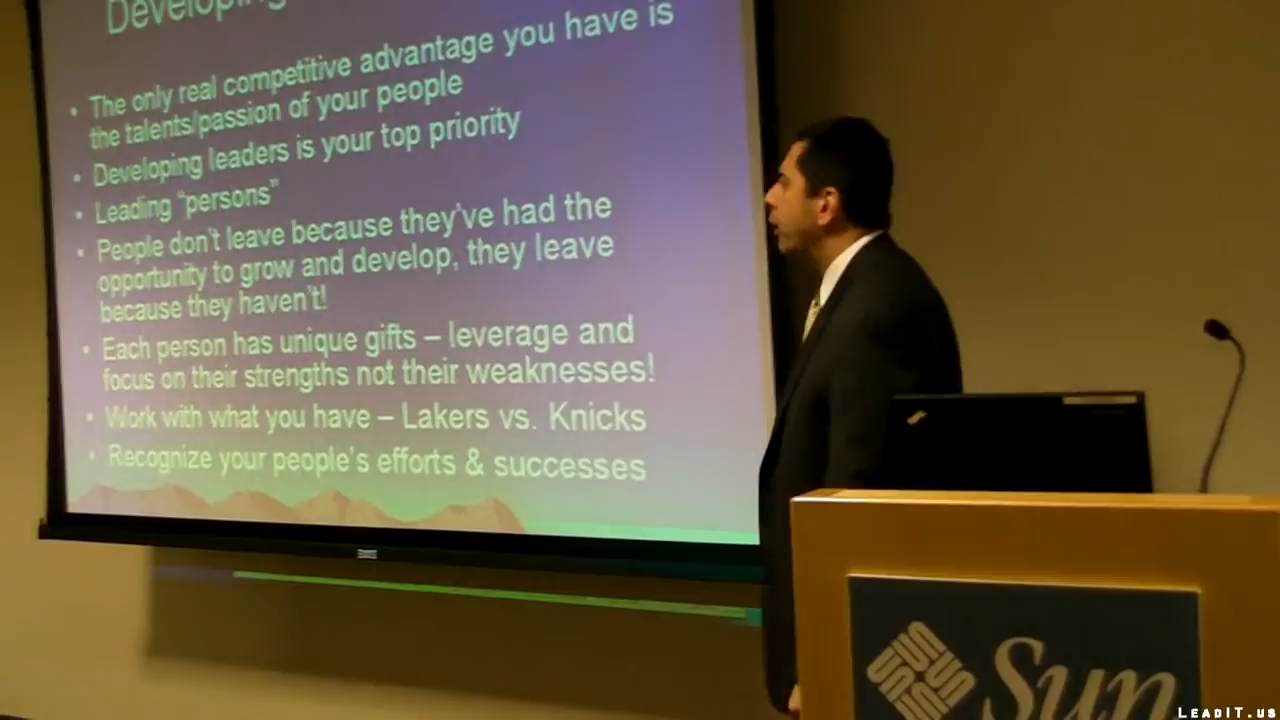 Developing
• The only real competitive advantage you have is
the talents/passion of your people
• Developing leaders is your top priority
• Leading “persons”
• People don’t leave because they’ve had the
opportunity to grow and develop, they leave
because they haven’t!
• Each person has unique gifts – leverage and
focus on their strengths not their weaknesses!
• Work with what you have – Lakers vs. Knicks
• Recognize your people’s efforts & successes
Sun
LEADIT.US